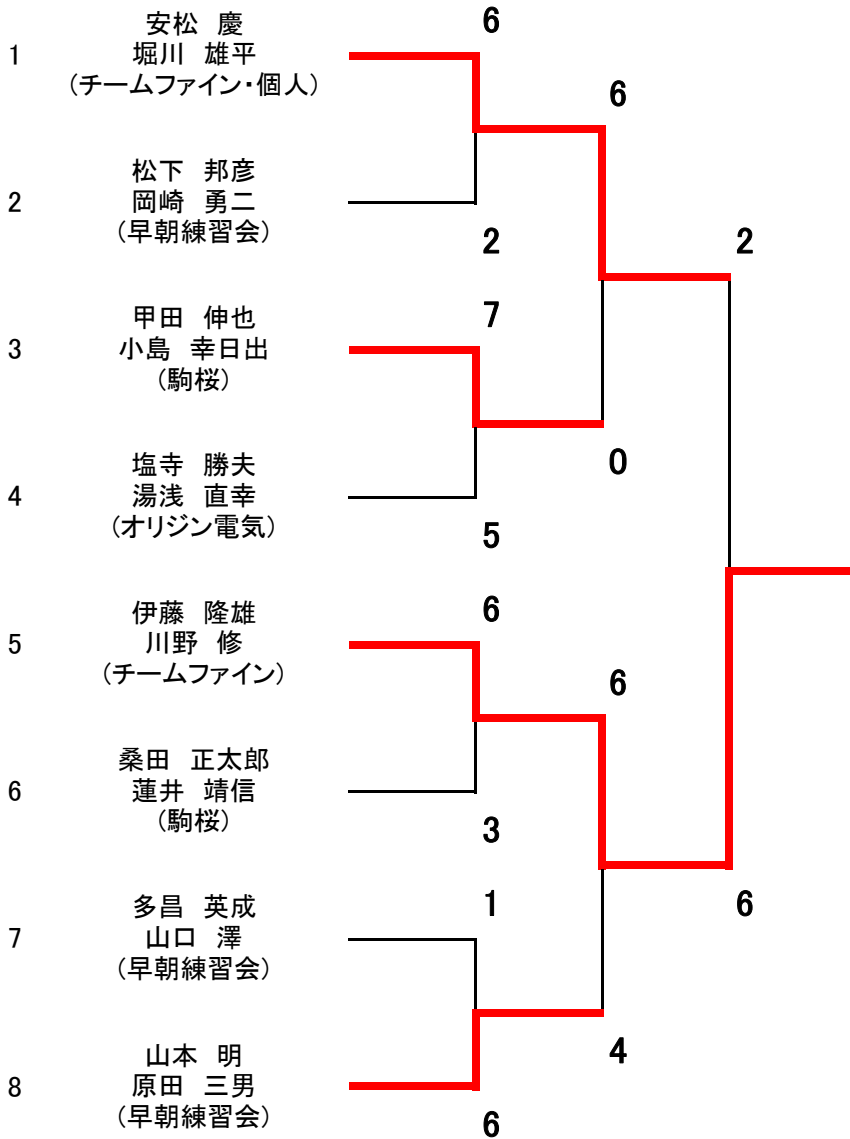 安松 慶
1
堀川 雄平
(チームファイン・個人)
6
6
松下 邦彦
2
岡崎 勇二
(早朝練習会)
2
2
甲田 伸也
3
小島 幸日出
(駒桜)
7
塩寺 勝夫
4
湯浅 直幸
(オリジン電気)
0
5
伊藤 隆雄
5
川野 修
(チームファイン)
6
6
桑田 正太郎
6
蓮井 靖信
(駒桜)
3
多昌 英成
7
山口 澤
(早朝練習会)
1
6
山本 明
8
原田 三男
(早朝練習会)
4
6